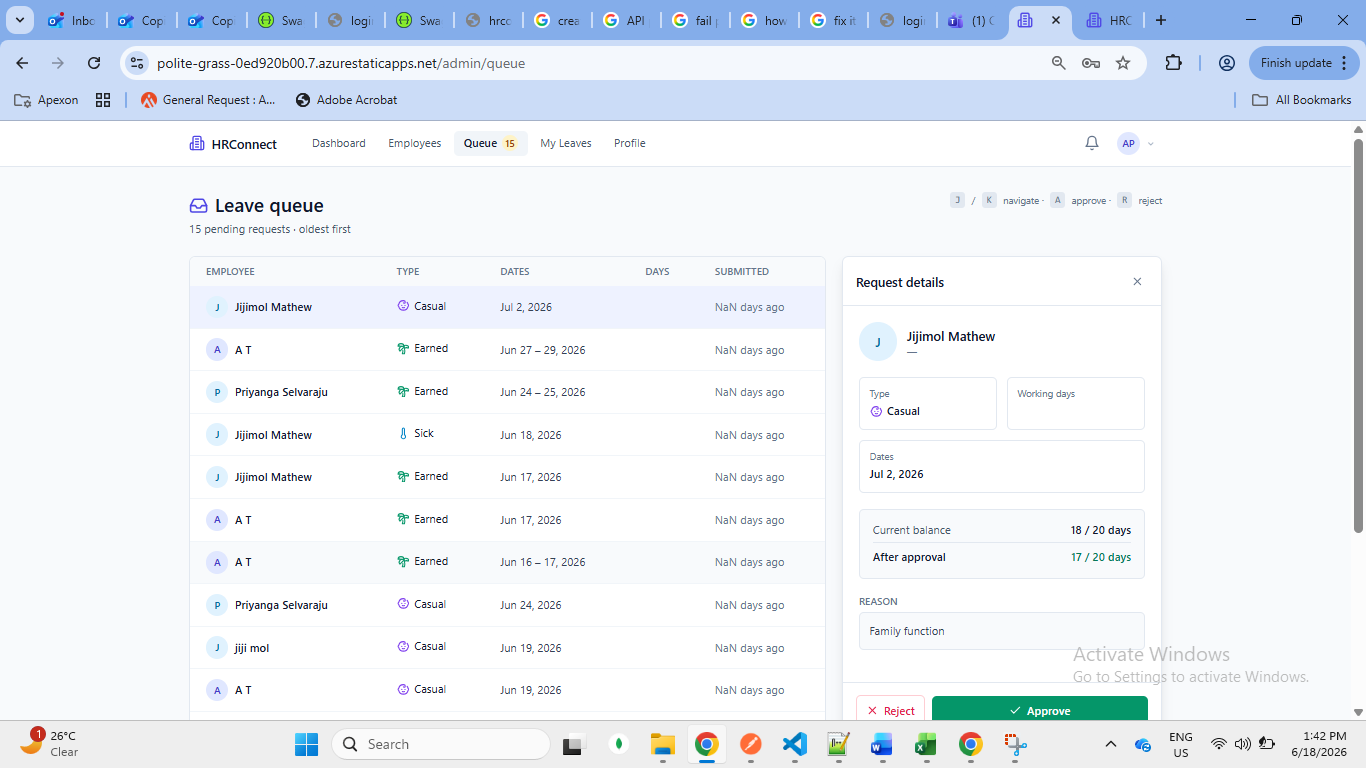 Inbo
Cop
Cop
Swa
login
Swa
hrcc
crea
API
fail p
how
fix it
login
(1) C
HRC
polite-grass-0ed920b00.7.azurestaticapps.net/admin/queue
Finish update
Apexon
General Request : A...
Adobe Acrobat
All Bookmarks
HRConnect
Dashboard
Employees
Queue 15
My Leaves
Profile
AP
Leave queue
15 pending requests · oldest first
J / K navigate · A approve · R reject
EMPLOYEE TYPE DATES DAYS SUBMITTED
J Jijimol Mathew Casual Jul 2, 2026 NaN days ago
A A T Earned Jun 27 – 29, 2026 NaN days ago
P Priyanga Selvaraju Earned Jun 24 – 25, 2026 NaN days ago
J Jijimol Mathew Sick Jun 18, 2026 NaN days ago
J Jijimol Mathew Earned Jun 17, 2026 NaN days ago
A A T Earned Jun 17, 2026 NaN days ago
A A T Earned Jun 16 – 17, 2026 NaN days ago
P Priyanga Selvaraju Casual Jun 24, 2026 NaN days ago
J jiji mol Casual Jun 19, 2026 NaN days ago
A A T Casual Jun 19, 2026 NaN days ago
Request details
J
Jijimol Mathew
—
Type
Casual
Working days
Dates
Jul 2, 2026
Current balance 18 / 20 days
After approval 17 / 20 days
REASON
Family function
Reject
Approve
Activate Windows
Go to Settings to activate Windows.
1
26°C
Clear
Search
ENG
US
1:42 PM
6/18/2026